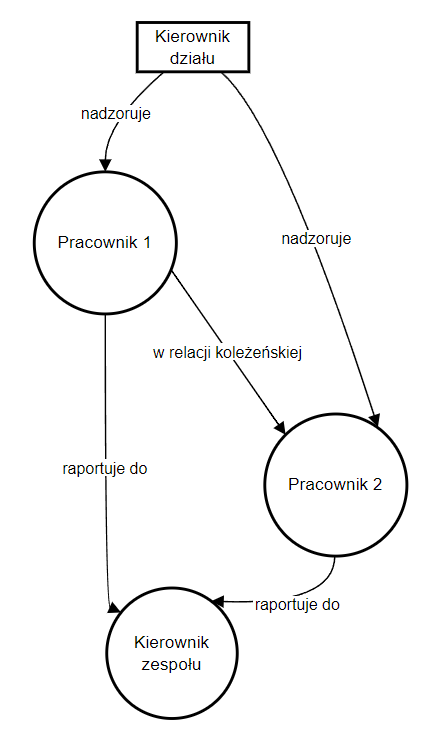 Kierownik
działu
nadzoruje
nadzoruje
Pracownik 1
w relacji koleżeńskiej
raportuje do
Pracownik 2
raportuje do
Kierownik
zespołu